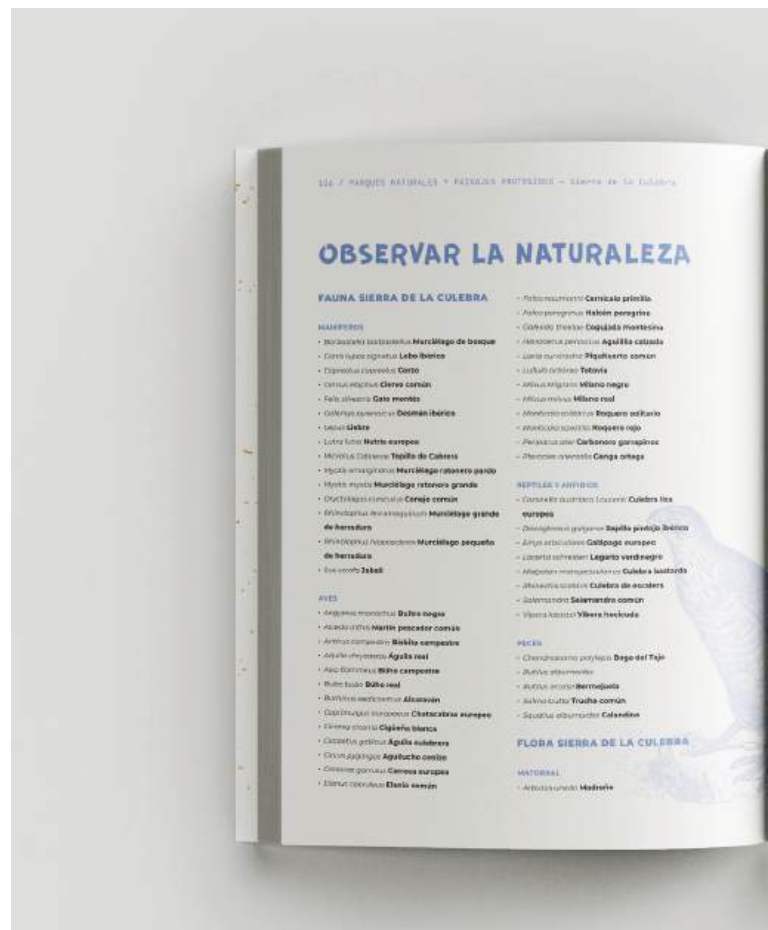 106 / PARQUES NATURALES Y PAISAJES PROTEGIDOS – Sierra de la Culebra
OBSERVAR LA NATURALEZA
FAUNA SIERRA DE LA CULEBRA
MAMÍFEROS
• Barbastella barbastellus Murciélago de bosque
• Canis lupus signatus Lobo ibérico
• Capreolus capreolus Corzo
• Cervus elaphus Ciervo común
• Felis silvestris Gato montés
• Galemys pyrenaicus Desmán ibérico
• Lepus Liebre
• Lutra lutra Nutria europea
• Microtus cabrerae Topillo de Cabrera
• Myotis emarginatus Murciélago ratonero pardo
• Myotis myotis Murciélago ratonero grande
• Oryctolagus cuniculus Conejo común
• Rhinolophus ferrumequinum Murciélago grande
de herradura
• Rhinolophus hipposideros Murciélago pequeño
de herradura
• Sus scrofa Jabalí
AVES
• Aegypius monachus Buitre negro
• Alcedo atthis Martín pescador común
• Anthus campestris Bisbita campestre
• Aquila chrysaetos Águila real
• Asio flammeus Búho campestre
• Bubo bubo Búho real
• Burhinus oedicnemus Alcaraván
• Caprimulgus europaeus Chotacabras europeo
• Ciconia ciconia Cigüeña blanca
• Circaetus gallicus Águila culebrera
• Circus pygargus Aguilucho cenizo
• Coracias garrulus Carraca europea
• Elanus caeruleus Elanio común
• Falco naumanni Cernícalo primilla
• Falco peregrinus Halcón peregrino
• Galerida theklae Cogujada montesina
• Hieraaetus pennatus Aguililla calzada
• Loxia curvirostra Piquituerto común
• Lullula arborea Totovía
• Milvus migrans Milano negro
• Milvus milvus Milano real
• Monticola solitarius Roquero solitario
• Monticola saxatilis Roquero rojo
• Periparus ater Carbonero garrapinos
• Pterocles orientalis Ganga ortega
REPTILES Y ANFIBIOS
• Coronella austriaca Laurenti Culebra lisa
europea
• Discoglossus galganoi Sapillo pintojo ibérico
• Emys orbicularis Galápago europeo
• Lacerta schreiberi Lagarto verdinegro
• Malpolon monspessulanus Culebra bastarda
• Rhinechis scalaris Culebra de escalera
• Salamandra Salamandra común
• Vipera latastei Víbora hocicuda
PECES
• Chondrostoma polylepis Boga del Tajo
• Rutilus alburnoides
• Rutilus arcasii Bermejuela
• Salmo trutta Trucha común
• Squalius alburnoides Calandino
FLORA SIERRA DE LA CULEBRA
MATORRAL
• Arbutus unedo Madroño